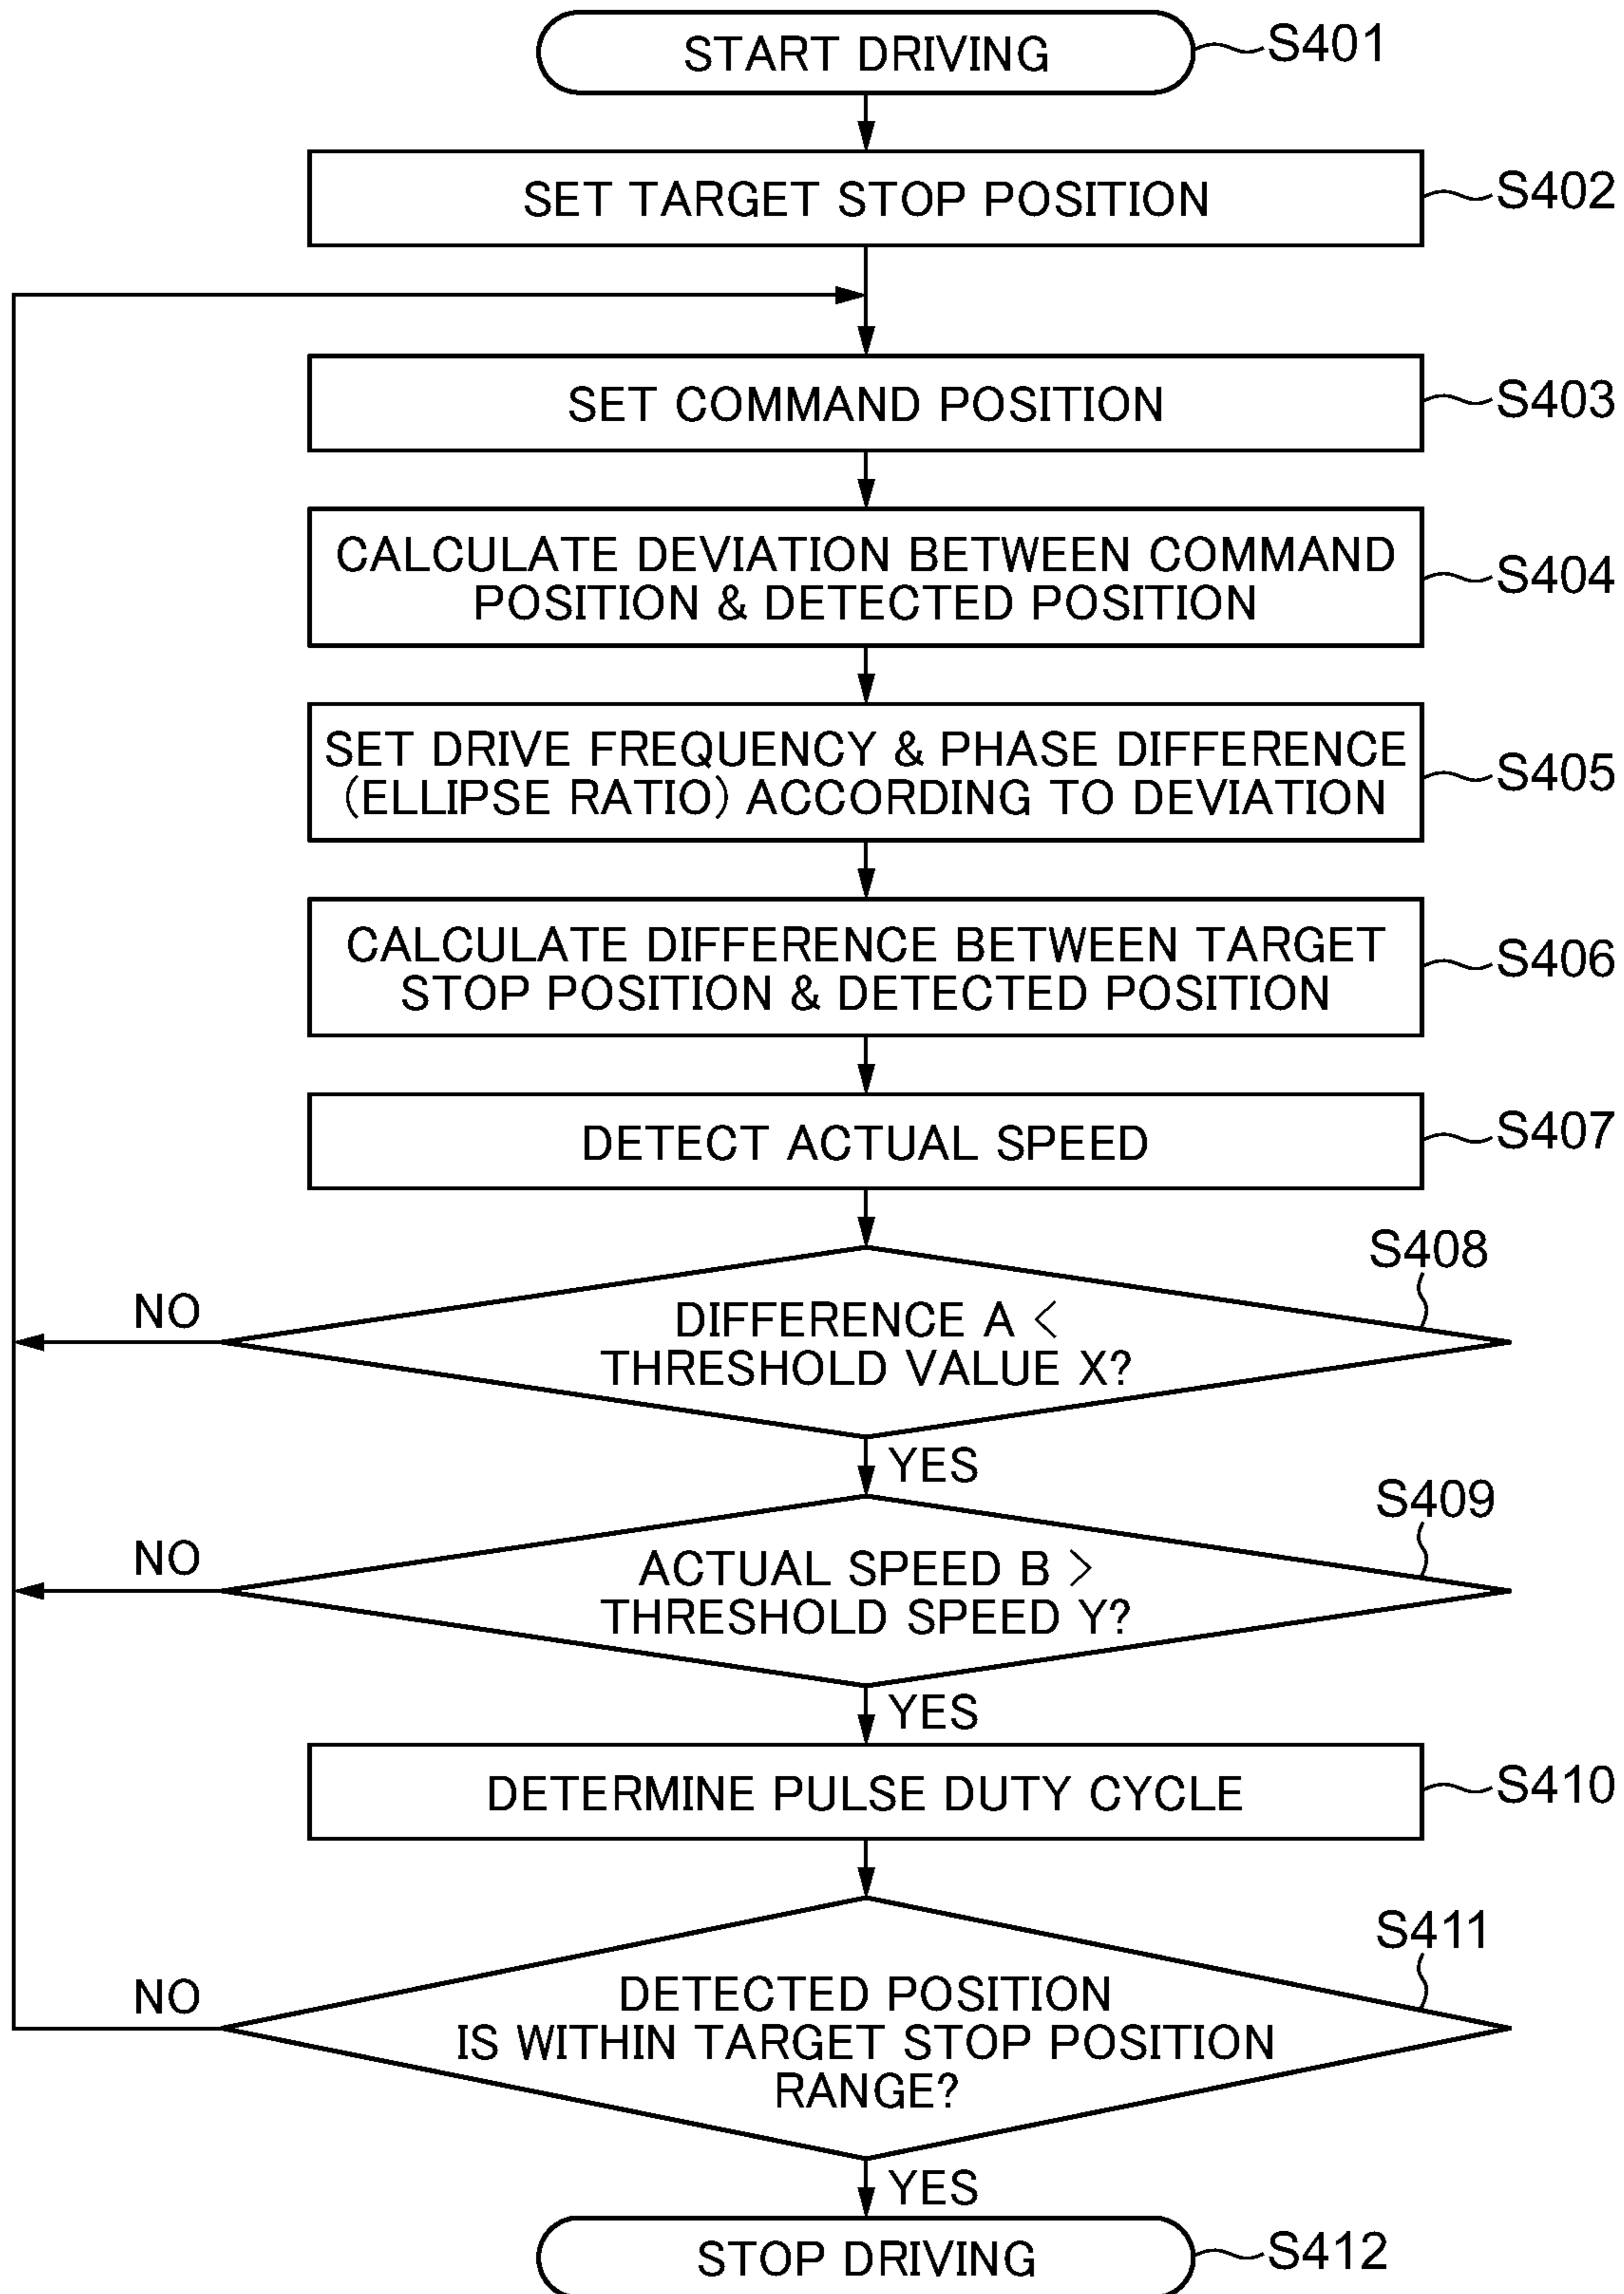 START DRIVING
S401
SET TARGET STOP POSITION
S402
SET COMMAND POSITION
S403
CALCULATE DEVIATION BETWEEN COMMAND
POSITION & DETECTED POSITION
S404
SET DRIVE FREQUENCY & PHASE DIFFERENCE
(ELLIPSE RATIO) ACCORDING TO DEVIATION
S405
CALCULATE DIFFERENCE BETWEEN TARGET
STOP POSITION & DETECTED POSITION
S406
DETECT ACTUAL SPEED
S407
S408
NO
DIFFERENCE A <
THRESHOLD VALUE X?
YES
S409
NO
ACTUAL SPEED B >
THRESHOLD SPEED Y?
YES
DETERMINE PULSE DUTY CYCLE
S410
S411
NO
DETECTED POSITION
IS WITHIN TARGET STOP POSITION
RANGE?
YES
STOP DRIVING
S412